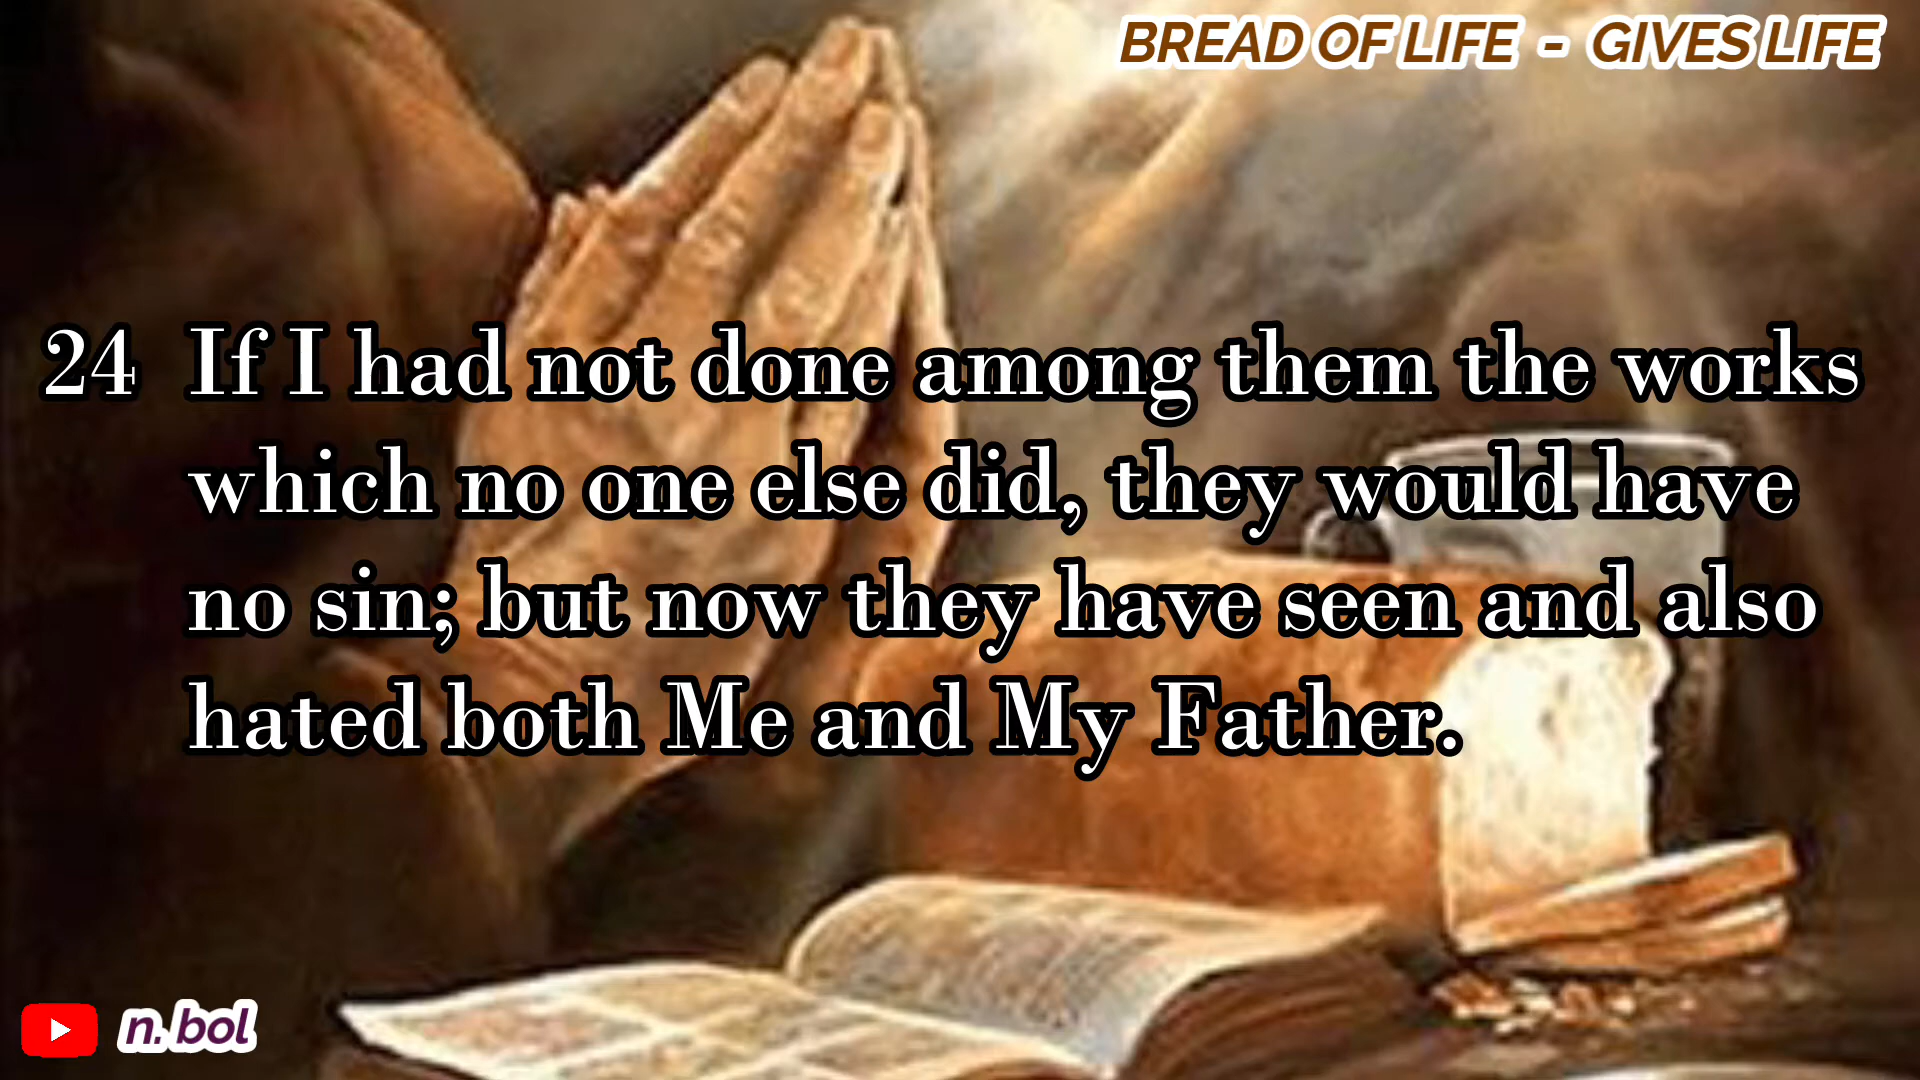 BREAD OF LIFE - GIVES LIFE
24 If I had not done among them the works
which no one else did, they would have
no sin; but now they have seen and also
hated both Me and My Father.
n.bol